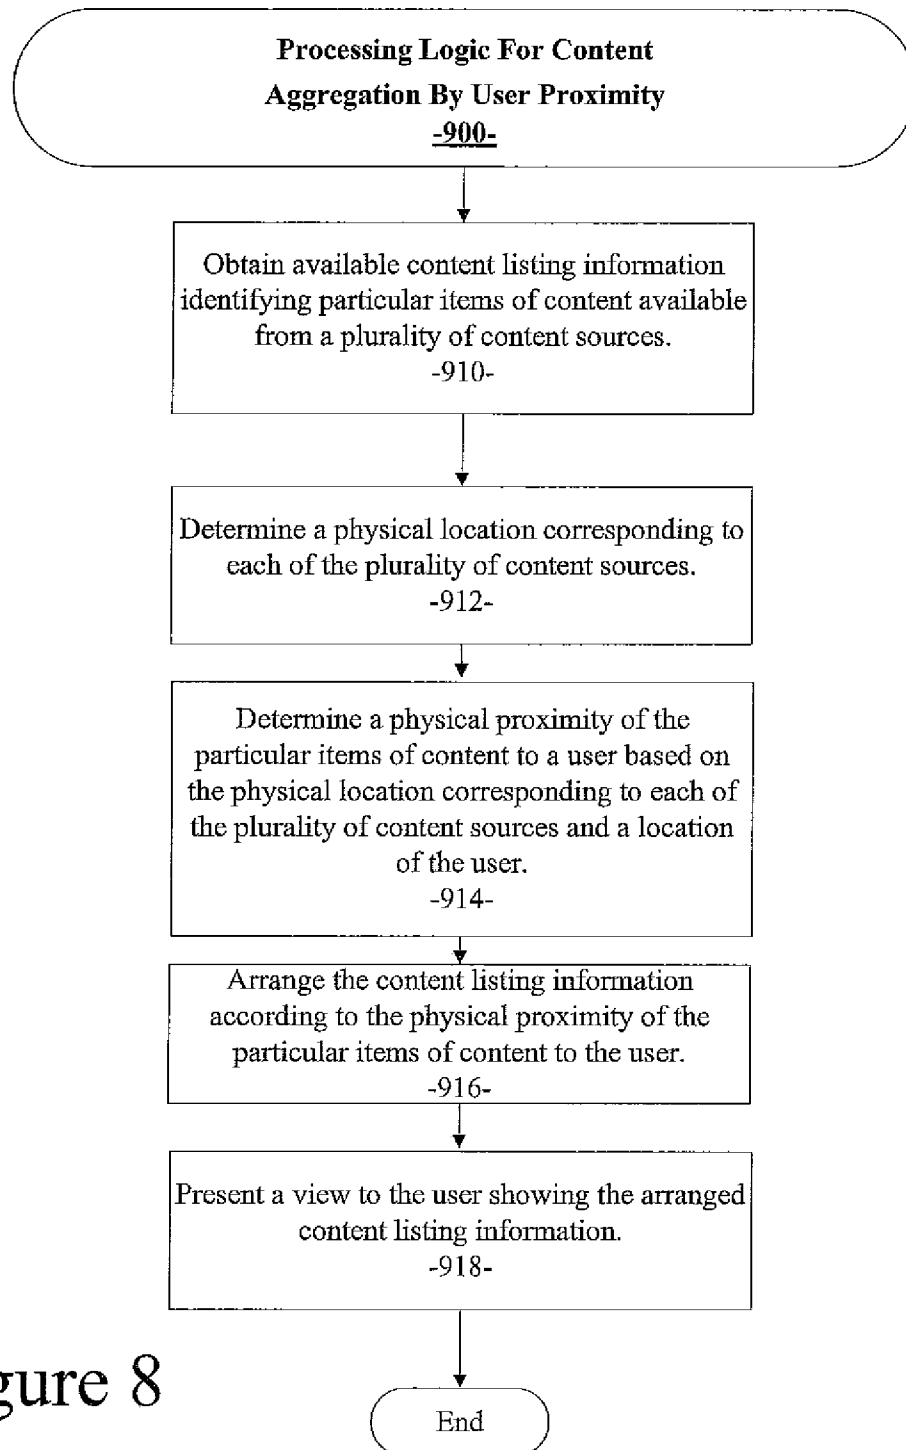 Processing Logic For Content
Aggregation By User Proximity
-900-
Obtain available content listing information
identifying particular items of content available
from a plurality of content sources.
-910-
Determine a physical location corresponding to
each of the plurality of content sources.
-912-
Determine a physical proximity of the
particular items of content to a user based on
the physical location corresponding to each of
the plurality of content sources and a location
of the user.
-914-
Arrange the content listing information
according to the physical proximity of the
particular items of content to the user.
-916-
Present a view to the user showing the arranged
content listing information.
-918-
gure 8
End